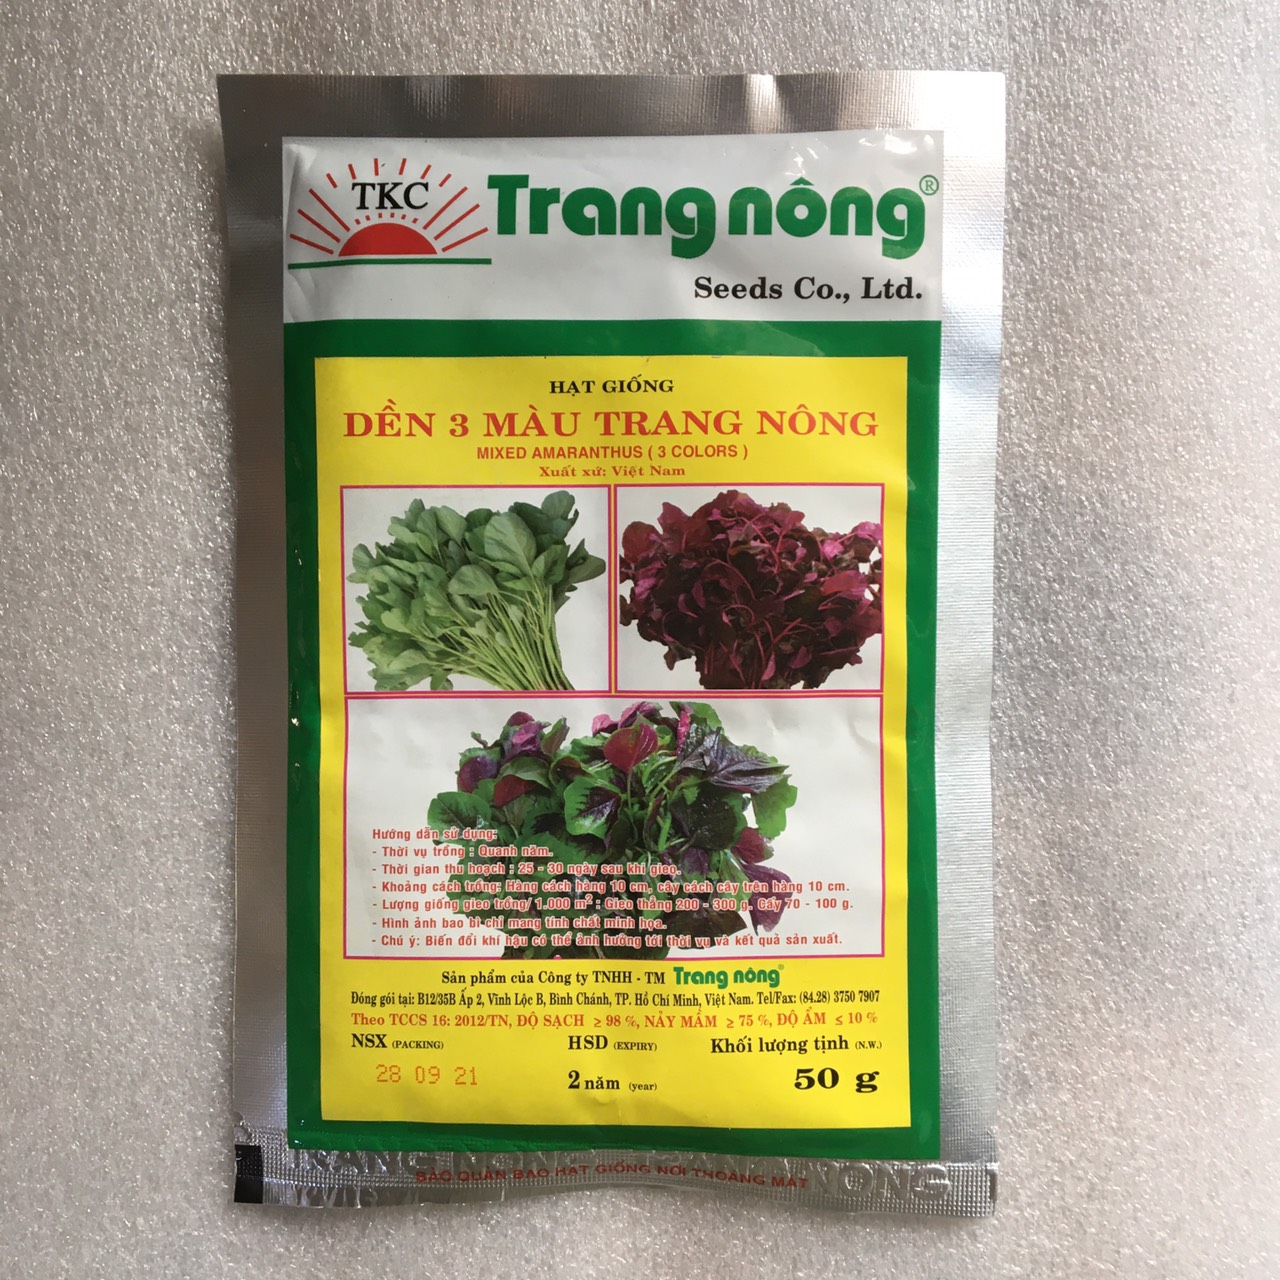 TKC
Trang nông®
Seeds Co., Ltd.
HẠT GIỐNG
DỀN 3 MÀU TRANG NÔNG
MIXED AMARANTHUS ( 3 COLORS )
Xuất xứ: Việt Nam
Hướng dẫn sử dụng:
- Thời vụ trồng : Quanh năm.
- Thời gian thu hoạch : 25 - 30 ngày sau khi gieo.
- Khoảng cách trồng: Hàng cách hàng 10 cm, cây cách cây trên hàng 10 cm.
- Lượng giống gieo trồng/ 1.000 m² : Gieo thẳng 200 - 300 g. Cấy 70 - 100 g.
- Hình ảnh bao bì chỉ mang tính chất minh họa.
- Chú ý: Biến đổi khí hậu có thể ảnh hưởng tới thời vụ và kết quả sản xuất.
Sản phẩm của Công ty TNHH - TM Trang nông®
Đóng gói tại: B12/35B Ấp 2, Vĩnh Lộc B, Bình Chánh, TP. Hồ Chí Minh, Việt Nam. Tel/Fax: (84.28) 3750 7907
Theo TCCS 16: 2012/TN, ĐỘ SẠCH ≥ 98 %, NẢY MẦM ≥ 75 %, ĐỘ ẨM ≤ 10 %
NSX (PACKING) HSD (EXPIRY) Khối lượng tịnh (N.W.)
28 09 21 2 năm (year) 50 g
BẢO QUẢN BAO HẠT GIỐNG NƠI THOÁNG MÁT